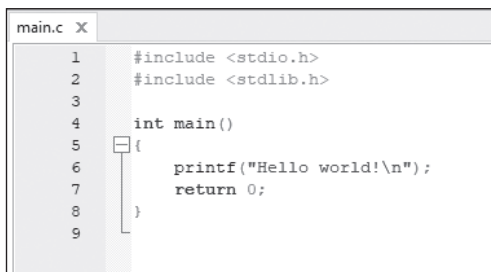 main.c X
1 #include <stdio.h>
2 #include <stdlib.h>
3
4 int main()
5 {
6 printf("Hello world!\n");
7 return 0;
8 }
9